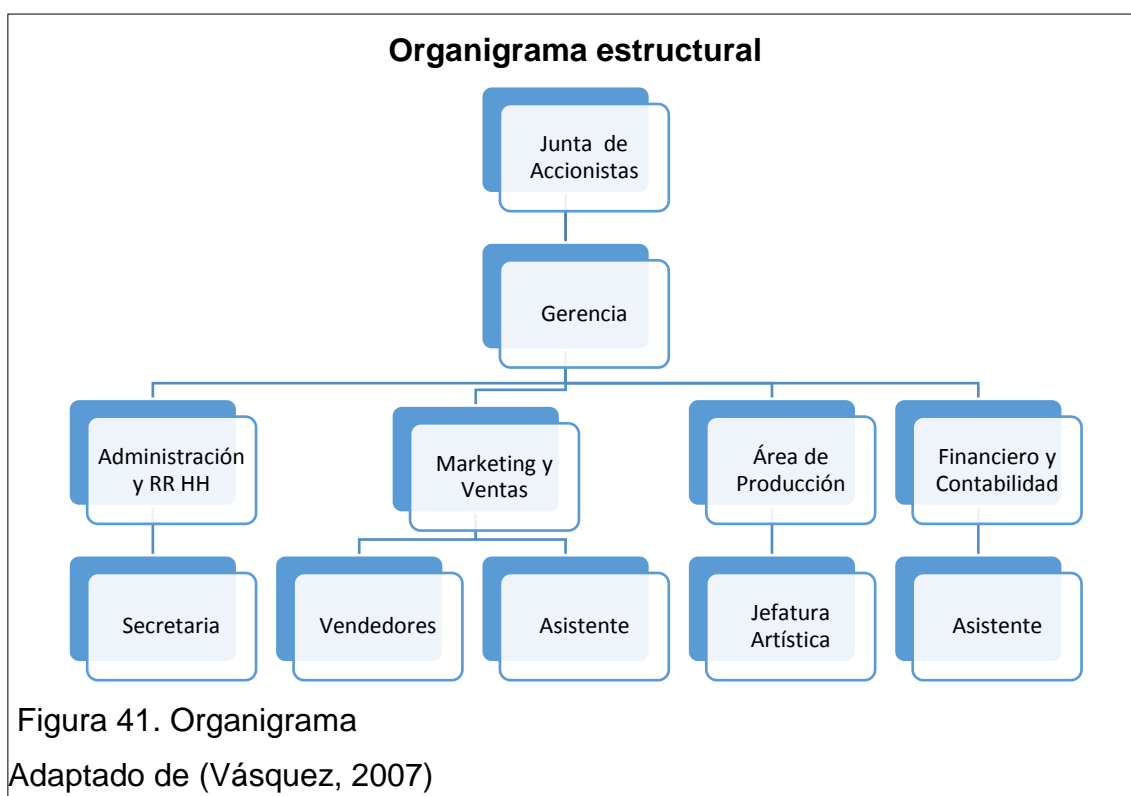 Organigrama estructural
Junta de
Accionistas
Gerencia
Administración
y RR HH
Marketing y
Ventas
Área de
Producción
Financiero y
Contabilidad
Secretaria
Vendedores
Asistente
Jefatura
Artística
Asistente
Figura 41. Organigrama
Adaptado de (Vásquez, 2007)